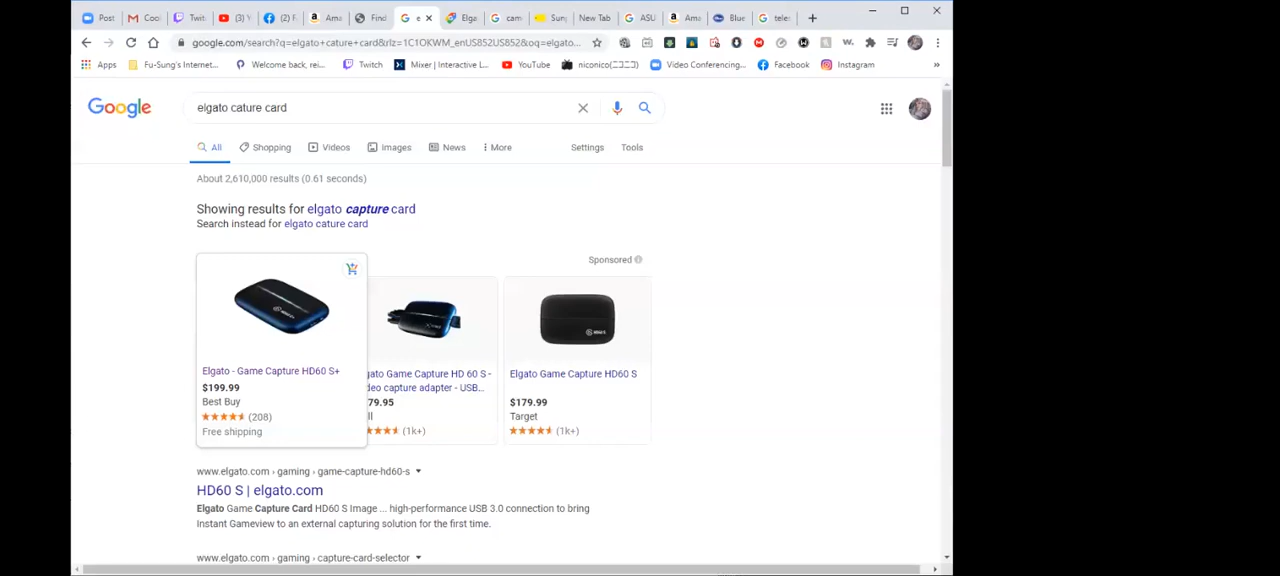 Post
Cool
Twit
(3) Y
(2) F
Ama
Find
e
Elga
cam
Sun
New Tab
ASU
Ama
Blue
teles
google.com/search?q=elgato+cature+card&rlz=1C1OKWM_enUS852US852&oq=elgato...
Apps
Fu-Sung's Internet...
Welcome back, rei...
Twitch
Mixer | Interactive L...
YouTube
niconico(ニコニコ)
Video Conferencing...
Facebook
Instagram
»
Google
elgato cature card
All
Shopping
Videos
Images
News
More
Settings
Tools
About 2,610,000 results (0.61 seconds)
Showing results for elgato capture card
Search instead for elgato cature card
Sponsored
Elgato - Game Capture HD60 S+
$199.99
Best Buy
(208)
Free shipping
gato Game Capture HD 60 S -
deo capture adapter - USB...
79.95
ll
(1k+)
Elgato Game Capture HD60 S
$179.99
Target
(1k+)
www.elgato.com › gaming › game-capture-hd60-s
HD60 S | elgato.com
Elgato Game Capture Card HD60 S Image ... high-performance USB 3.0 connection to bring
Instant Gameview to an external capturing solution for the first time.
www.elgato.com › gaming › capture-card-selector